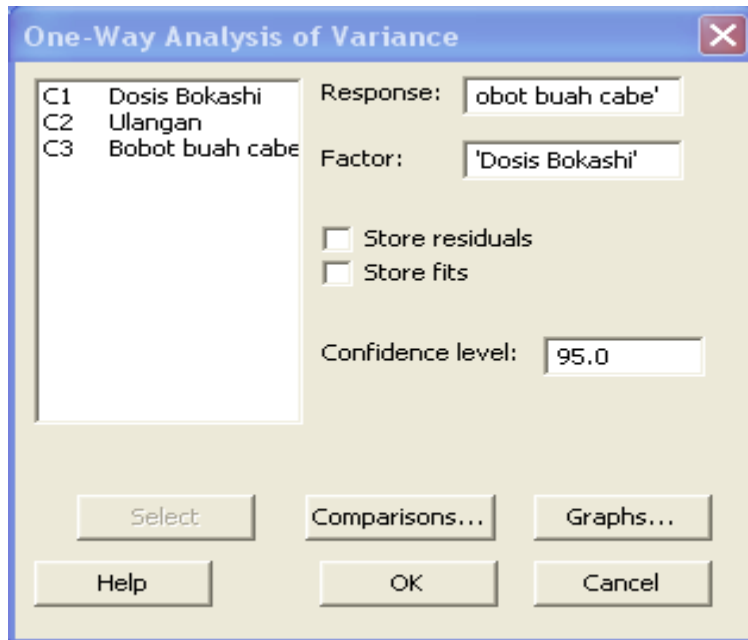 One-Way Analysis of Variance
C1 Dosis Bokashi
C2 Ulangan
C3 Bobot buah cabe
Response: obot buah cabe'
Factor: 'Dosis Bokashi'
Store residuals
Store fits
Confidence level: 95.0
Select Comparisons... Graphs...
Help OK Cancel